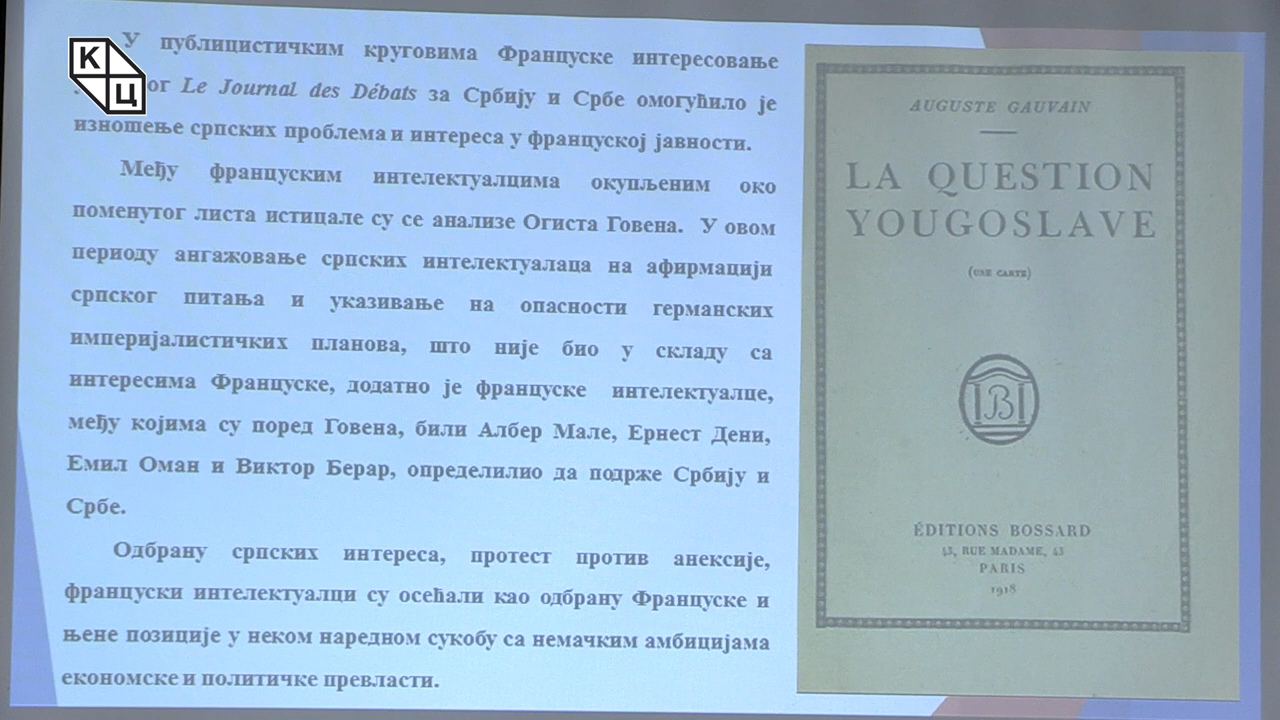 КЦ
У публицистичким круговима Француске интересовање
Le Journal des Débats за Србију и Србе омогућило је
изношење српских проблема и интереса у француској јавности.
Међу француским интелектуалцима окупљеним око
поменутог листа истицале су се анализе Огиста Говена. У овом
периоду ангажовање српских интелектуалаца на афирмацији
српског питања и указивање на опасности германских
империјалистичких планова, што није био у складу са
интересима Француске, додатно је француске интелектуалце,
међу којима су поред Говена, били Албер Мале, Ернест Дени,
Емил Оман и Виктор Берар, определилио да подрже Србију и
Србе.
Одбрану српских интереса, протест против анексије,
француски интелектуалци су осећали као одбрану Француске и
њене позиције у неком наредном сукобу са немачким амбицијама
економске и политичке превласти.
AUGUSTE GAUVAIN
LA QUESTION
YOUGOSLAVE
(UNE CARTE)
B
ÉDITIONS BOSSARD
43, RUE MADAME, 43
PARIS
1918